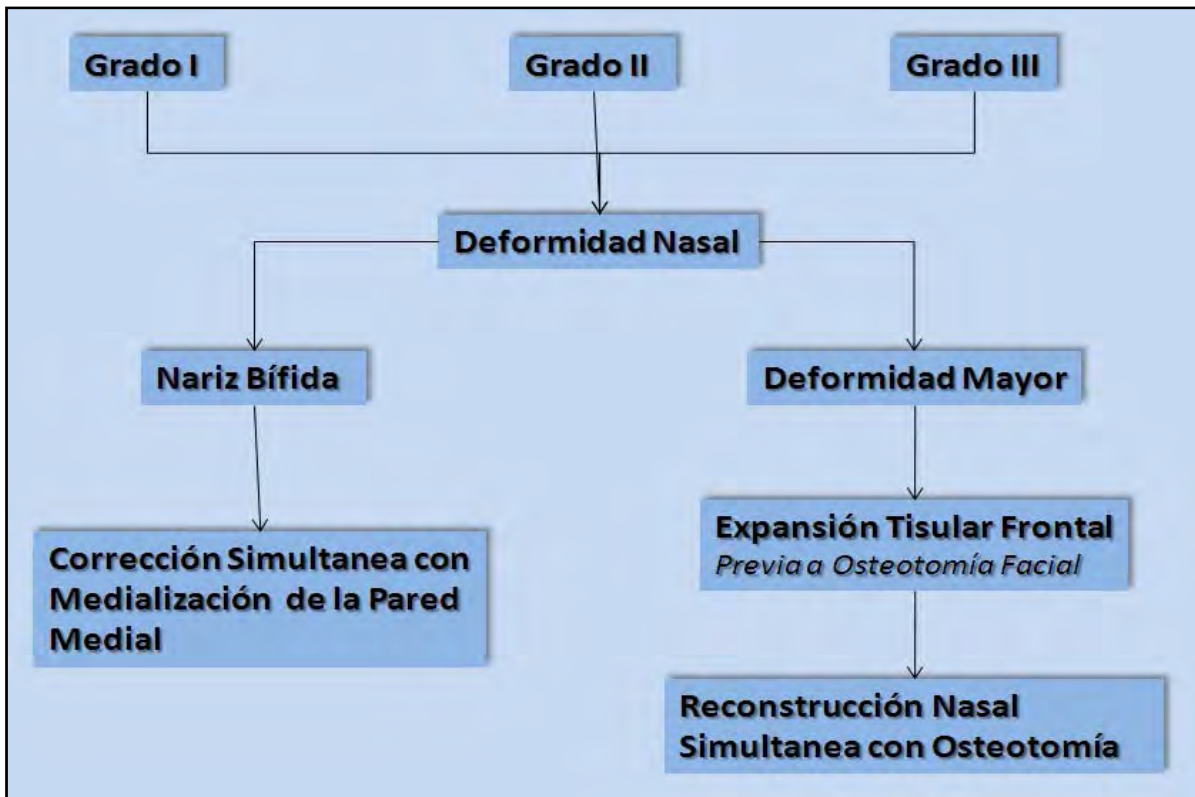 Grado I
Grado II
Grado III
Deformidad Nasal
Nariz Bífida
Deformidad Mayor
Corrección Simultanea con
Medialización de la Pared
Medial
Expansión Tisular Frontal
Previa a Osteotomía Facial
Reconstrucción Nasal
Simultanea con Osteotomía